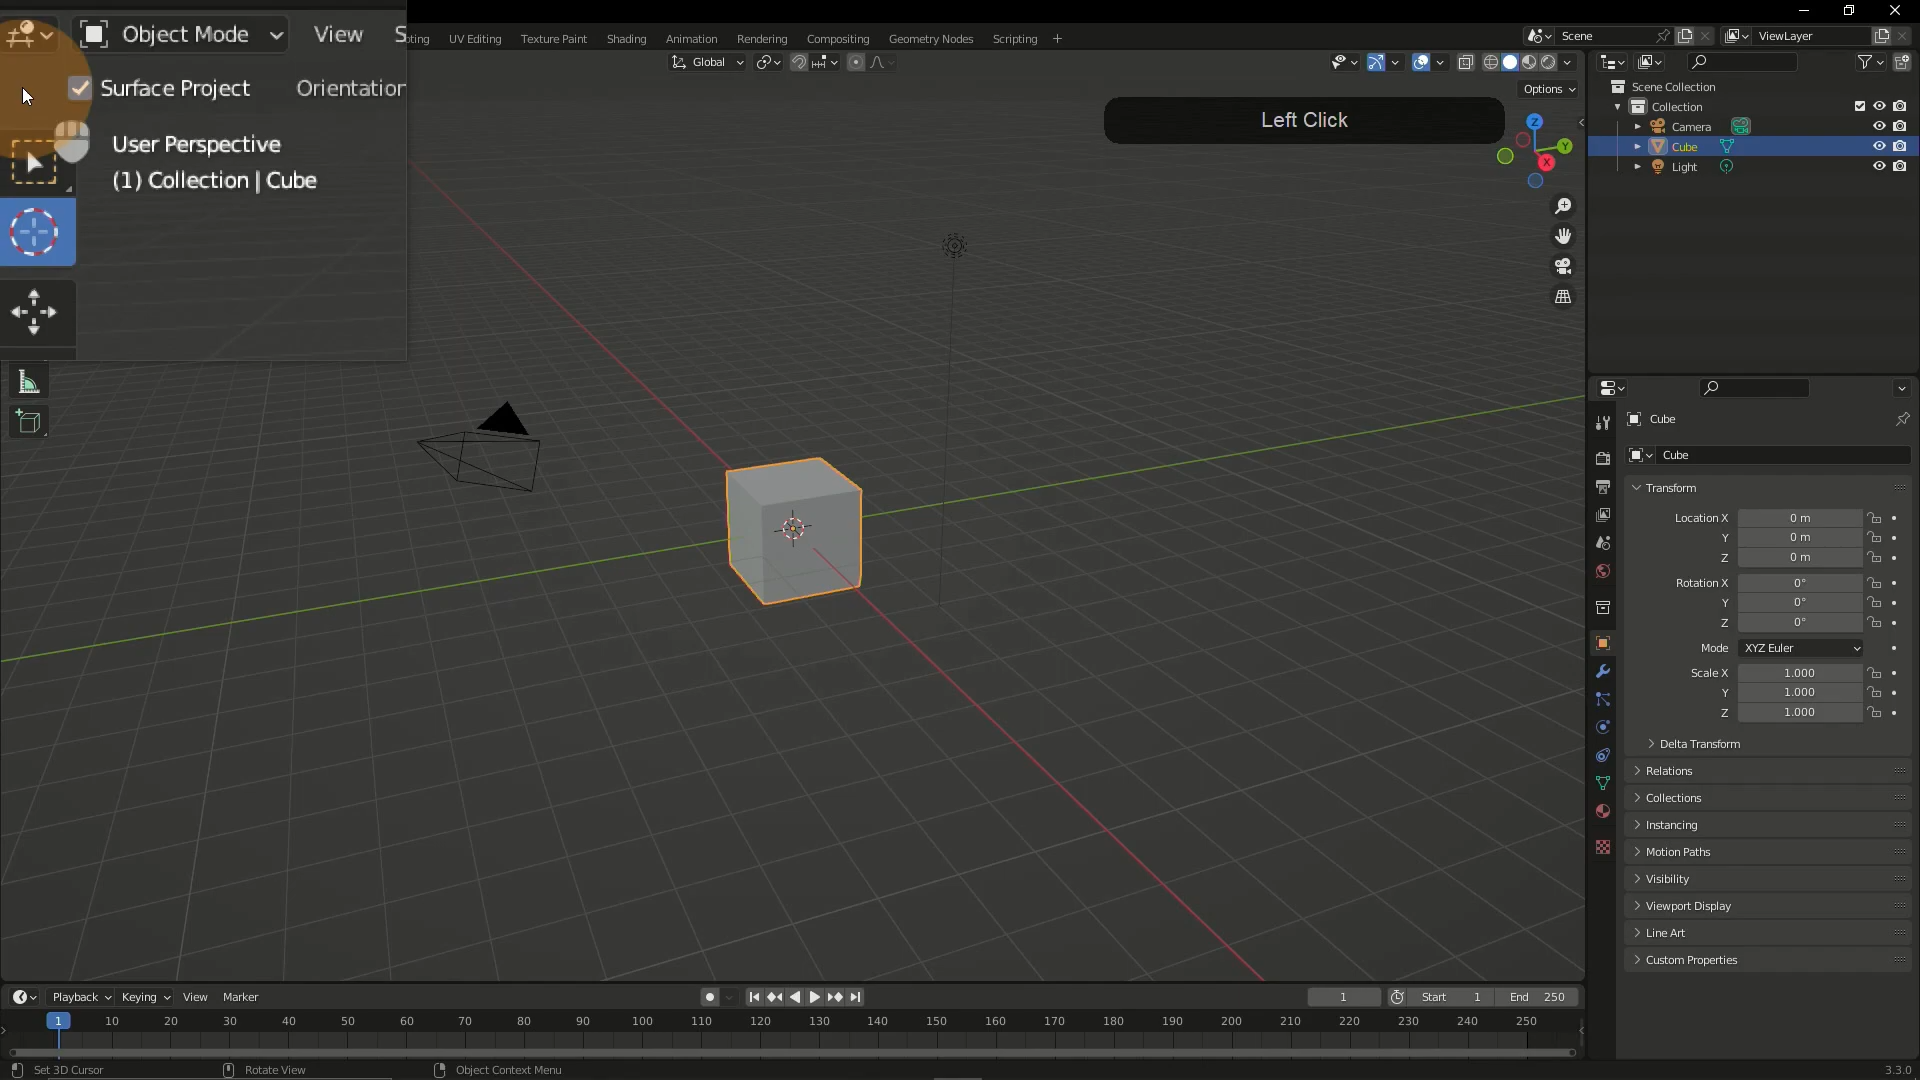 Object Mode View S
Surface Project Orientation
User Perspective
(1) Collection | Cube
ting UV Editing Texture Paint Shading Animation Rendering Compositing Geometry Nodes Scripting +
Scene ViewLayer
Global
Options
Left Click
Z
Y
X
Scene Collection
Collection
Camera
Cube
Light
Cube
Cube
Transform
Location X 0 m
Y 0 m
Z 0 m
Rotation X 0°
Y 0°
Z 0°
Mode XYZ Euler
Scale X 1.000
Y 1.000
Z 1.000
Delta Transform
Relations
Collections
Instancing
Motion Paths
Visibility
Viewport Display
Line Art
Custom Properties
Playback Keying View Marker
1 Start 1 End 250
1 10 20 30 40 50 60 70 80 90 100 110 120 130 140 150 160 170 180 190 200 210 220 230 240 250
Set 3D Cursor Rotate View Object Context Menu 3.3.0